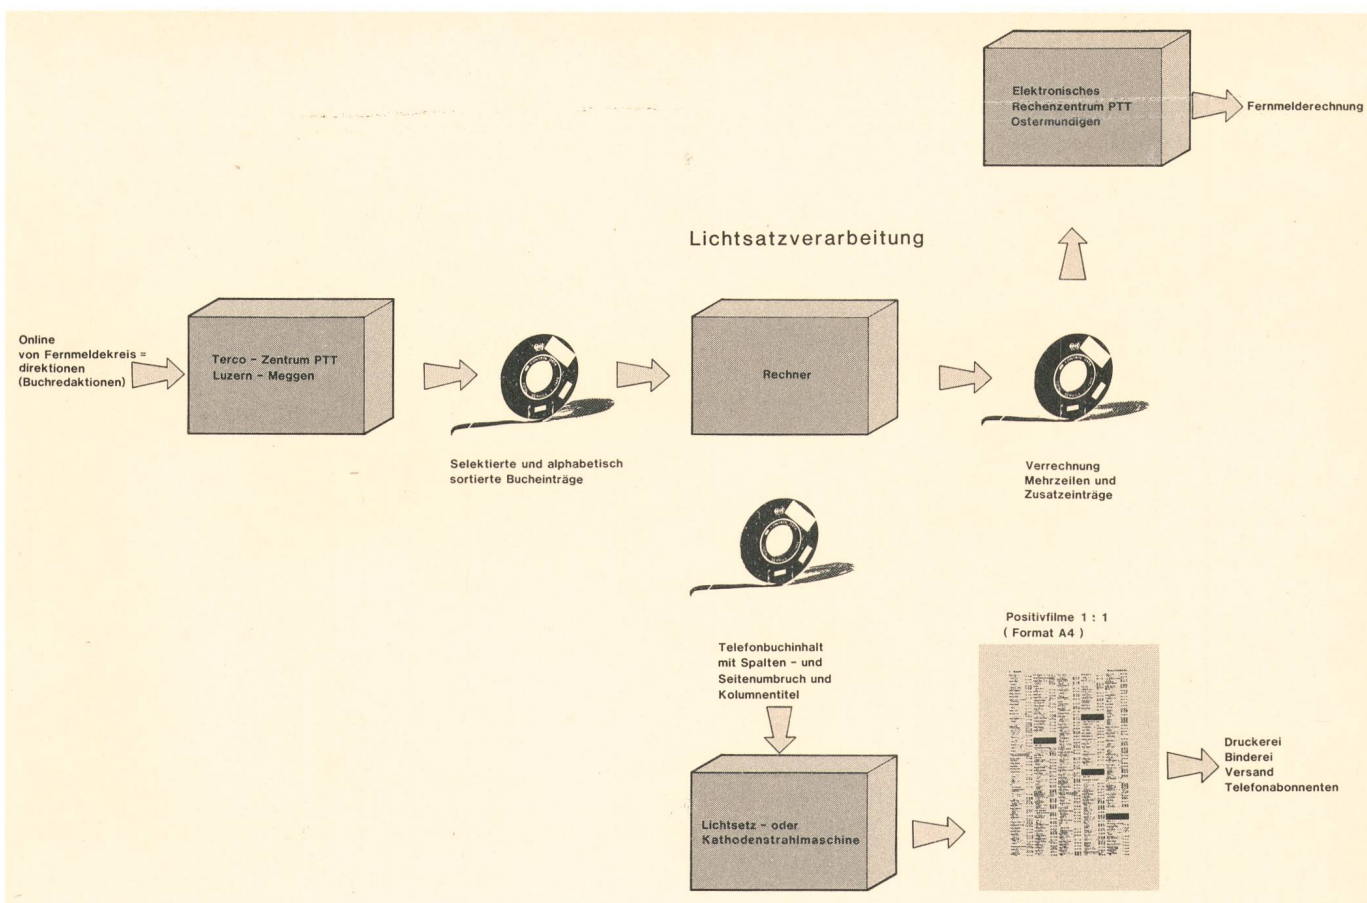 Elektronisches
Rechenzentrum PTT
Ostermundigen
Fernmelderechnung
Lichtsatzverarbeitung
Online
von Fernmeldekreis =
direktionen
(Buchredaktionen)
Terco - Zentrum PTT
Luzern - Meggen
Rechner
Selektierte und alphabetisch
sortierte Bucheinträge
Verrechnung
Mehrzeilen und
Zusatzeinträge
Telefonbuchinhalt
mit Spalten - und
Seitenumbruch und
Kolumnentitel
Positivfilme 1 : 1
( Format A4 )
Lichtsetz - oder
Kathodenstrahlmaschine
Druckerei
Binderei
Versand
Telefonabonnenten